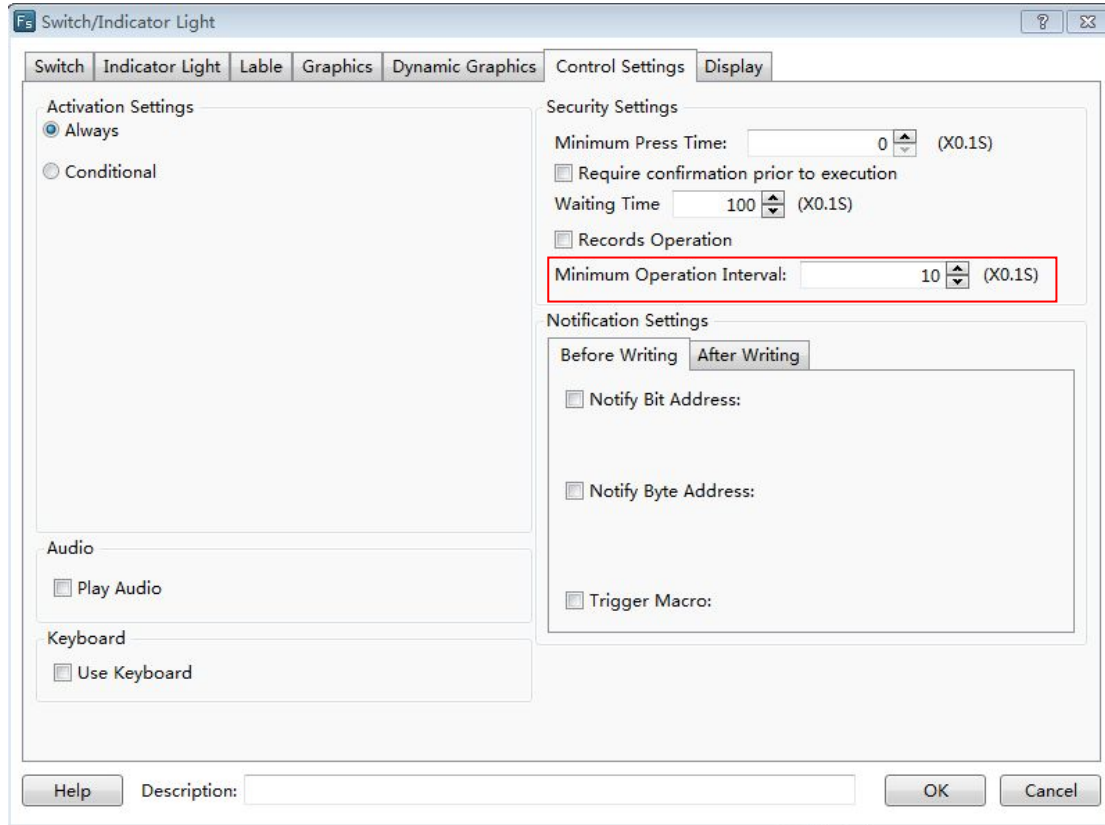 Fs Switch/Indicator Light
Switch Indicator Light Lable Graphics Dynamic Graphics Control Settings Display
Activation Settings
Always
Conditional
Audio
Play Audio
Keyboard
Use Keyboard
Security Settings
Minimum Press Time: 0 (X0.1S)
Require confirmation prior to execution
Waiting Time 100 (X0.1S)
Records Operation
Minimum Operation Interval: 10 (X0.1S)
Notification Settings
Before Writing After Writing
Notify Bit Address:
Notify Byte Address:
Trigger Macro:
Help Description: OK Cancel